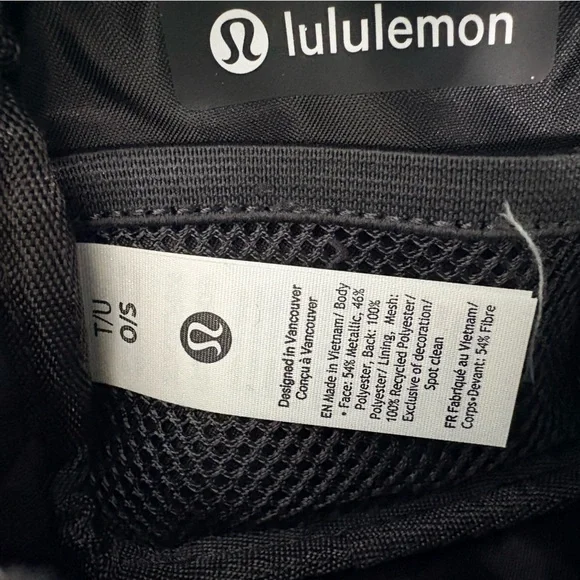 lululemon
T/U
O/S
Designed in Vancouver
Conçu à Vancouver
EN Made in Vietnam/ Body
• Face: 54% Metallic, 46%
Polyester, Back: 100%
Polyester/ Lining, Mesh:
100% Recycled Polyester/
Exclusive of decoration/
Spot clean
FR Fabriqué au Vietnam/
Corps•Devant: 54% Fibre